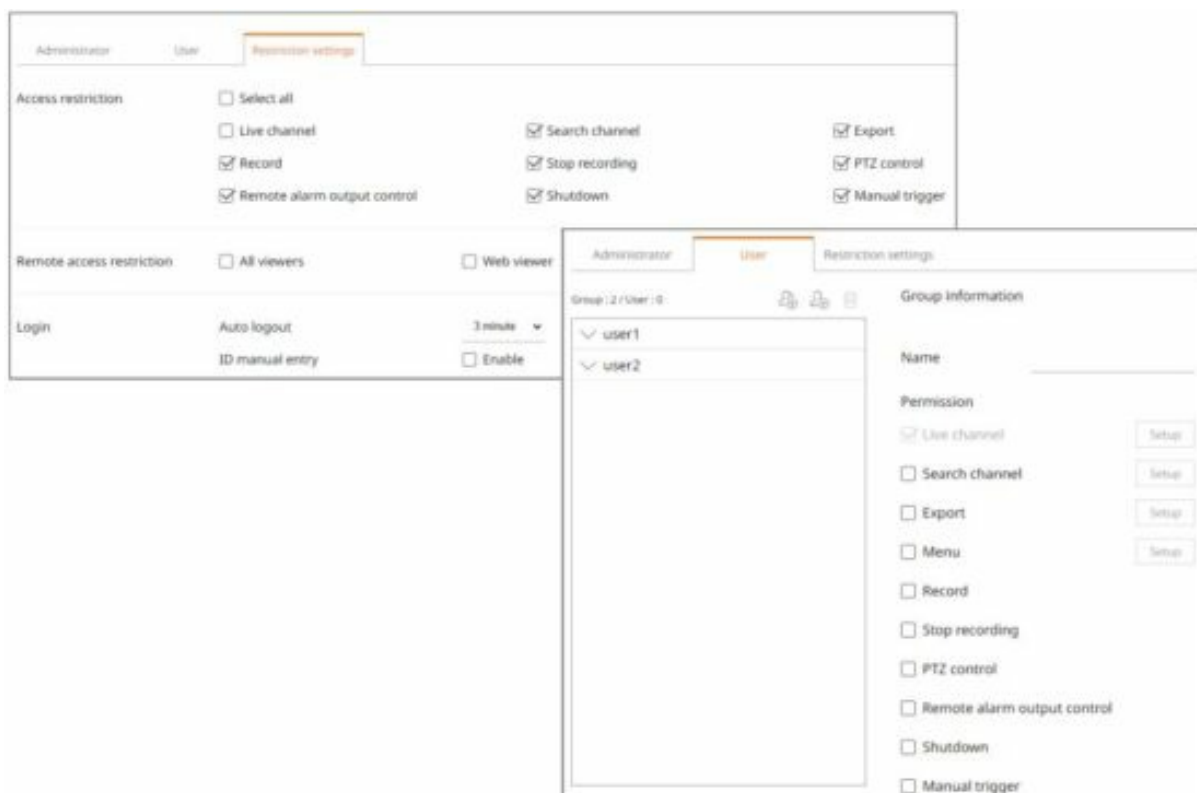 Administrator User Restriction settings
Access restriction Select all
Live channel Search channel Export
Record Stop recording PTZ control
Remote alarm output control Shutdown Manual trigger
Remote access restriction All viewers Web viewer
Login Auto logout 3 minute
ID manual entry Enable
Administrator User Restriction settings
Group : 2 / User : 0 Group information
user1
user2
Name
Permission
Live channel Setup
Search channel Setup
Export Setup
Menu Setup
Record
Stop recording
PTZ control
Remote alarm output control
Shutdown
Manual trigger